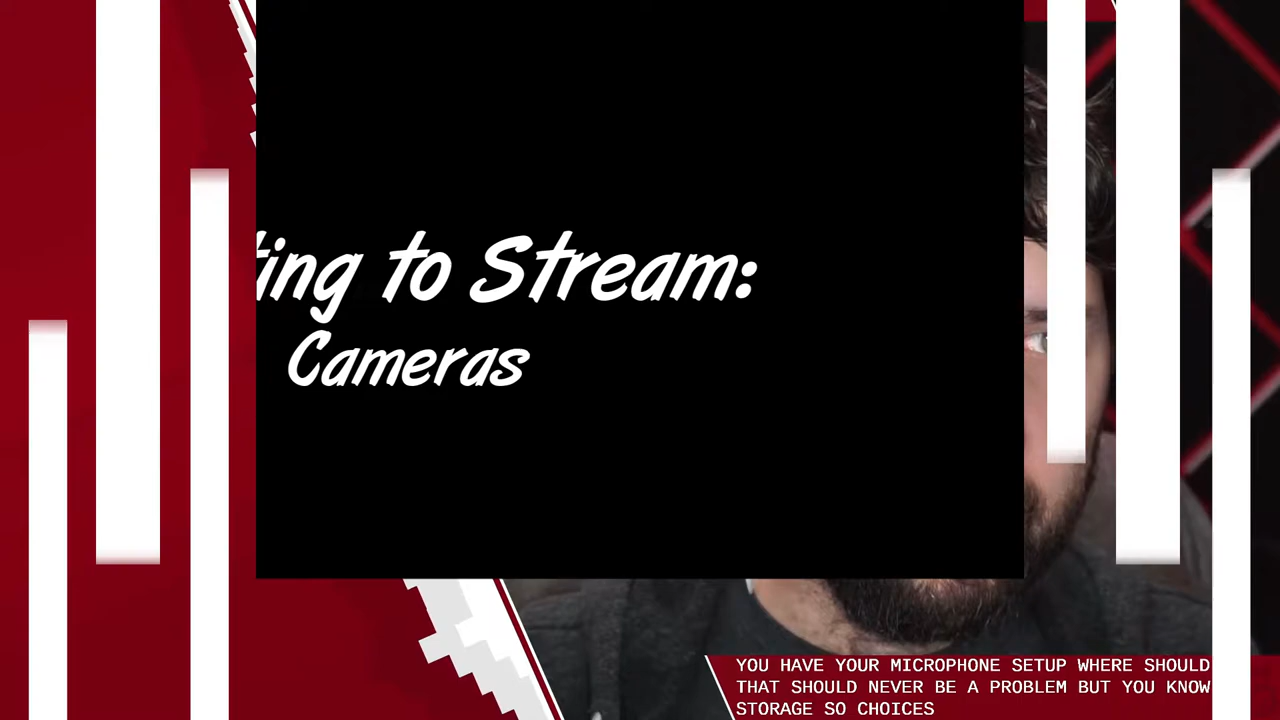 ting to Stream:
Cameras
YOU HAVE YOUR MICROPHONE SETUP WHERE SHOULD
THAT SHOULD NEVER BE A PROBLEM BUT YOU KNOW
STORAGE SO CHOICES